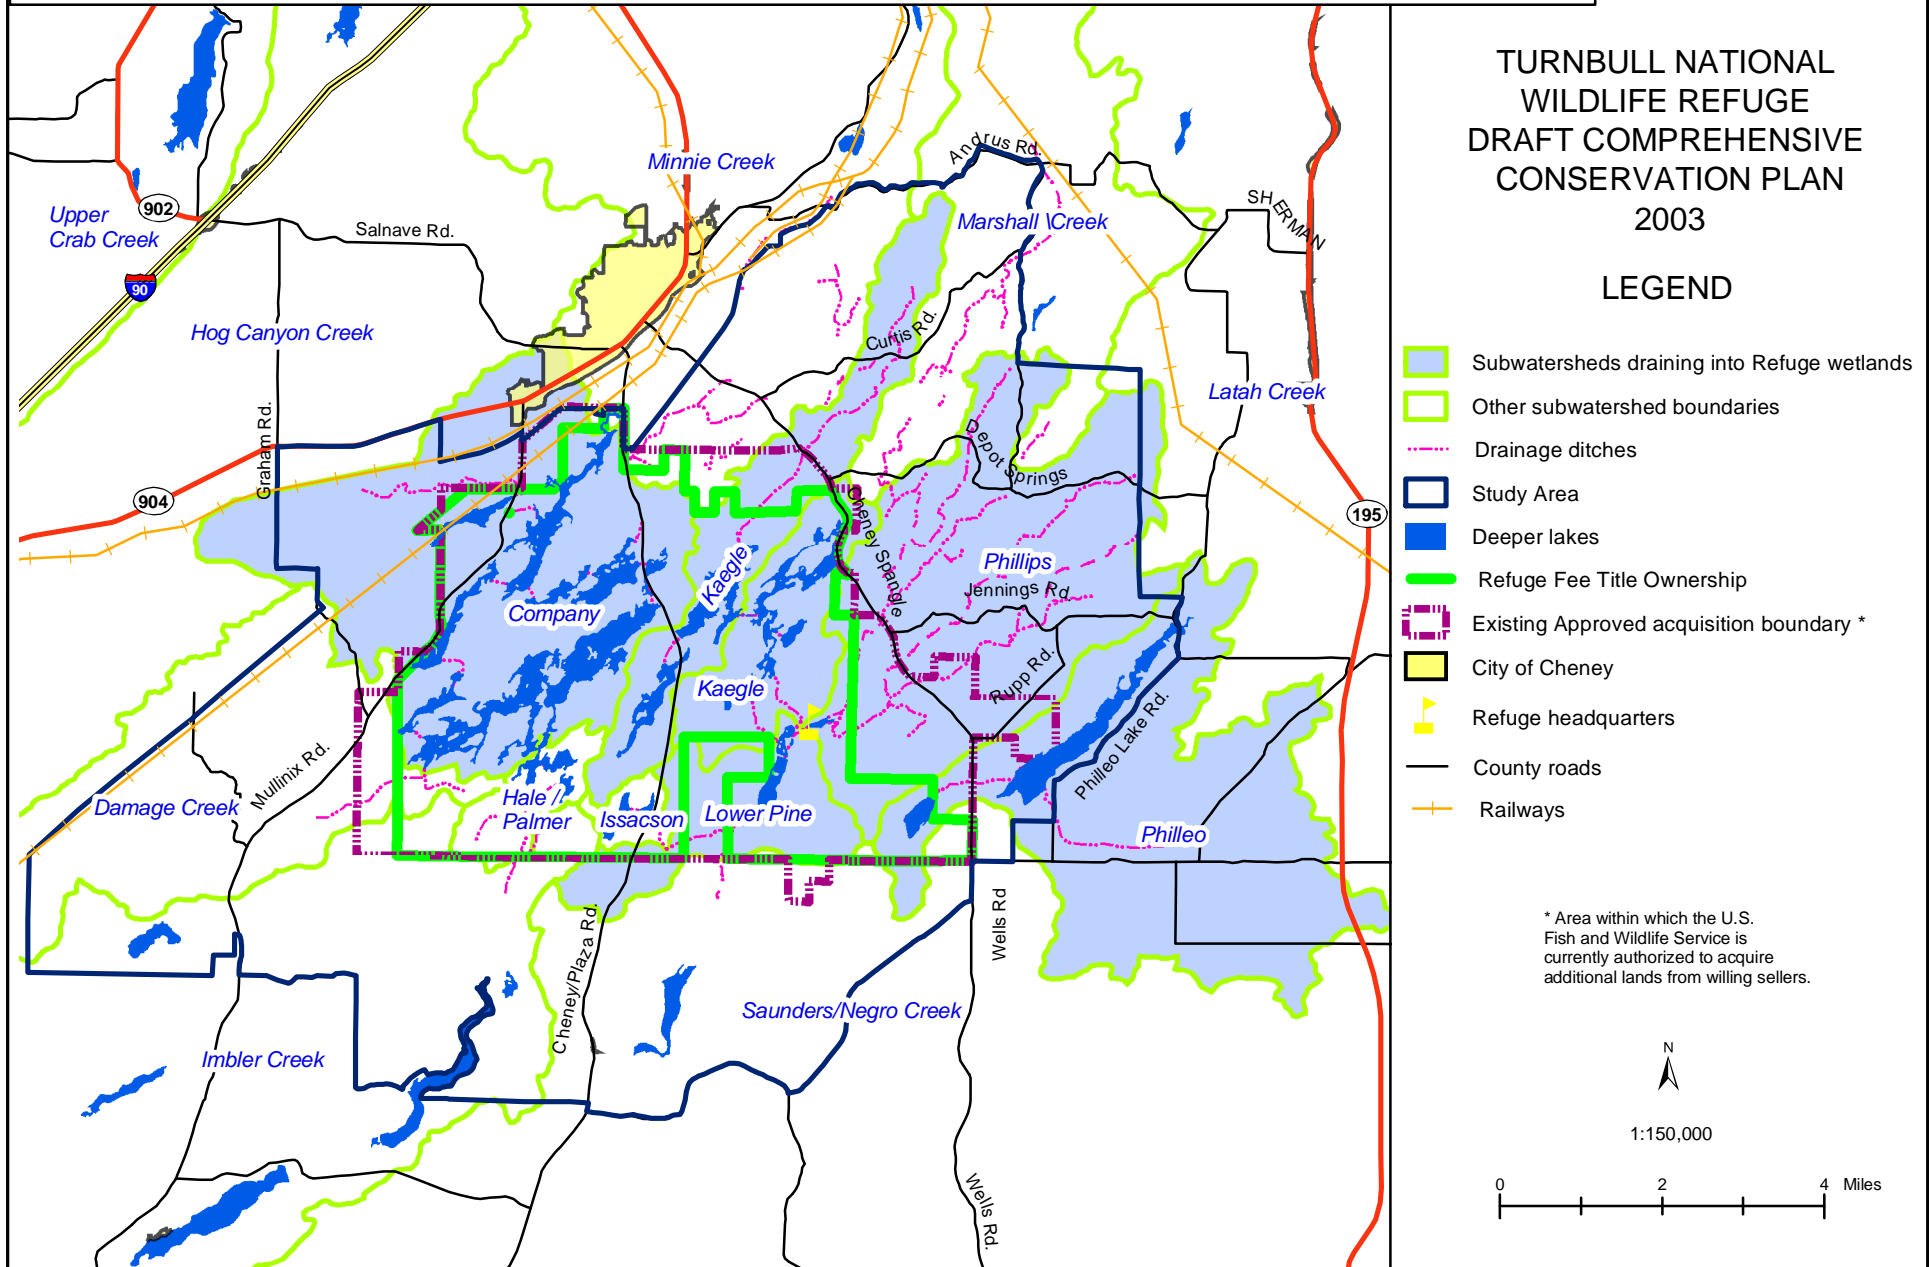 TURNBULL NATIONAL
WILDLIFE REFUGE
DRAFT COMPREHENSIVE
CONSERVATION PLAN
2003
LEGEND
Subwatersheds draining into Refuge wetlands
Other subwatershed boundaries
Drainage ditches
Study Area
Deeper lakes
Refuge Fee Title Ownership
Existing Approved acquisition boundary *
City of Cheney
Refuge headquarters
County roads
Railways
* Area within which the U.S.
Fish and Wildlife Service is
currently authorized to acquire
additional lands from willing sellers.
N
1:150,000
0 2 4 Miles
Minnie Creek
Andrus Rd.
902
Upper
Crab Creek
Salnave Rd.
Marshall \Creek
SHERMAN
90
Hog Canyon Creek
Curtis Rd.
Latah Creek
Graham Rd.
Depot Springs
904
195
Cheney Spangle
Kaegle
Phillips
Jennings Rd
Company
Rupp Rd.
Kaegle
Philleo Lake Rd.
Mullinix Rd.
Damage Creek
Hale /
Palmer
Issacson
Lower Pine
Philleo
Cheney/Plaza Rd.
Wells Rd
Saunders/Negro Creek
Imbler Creek
Wells Rd.